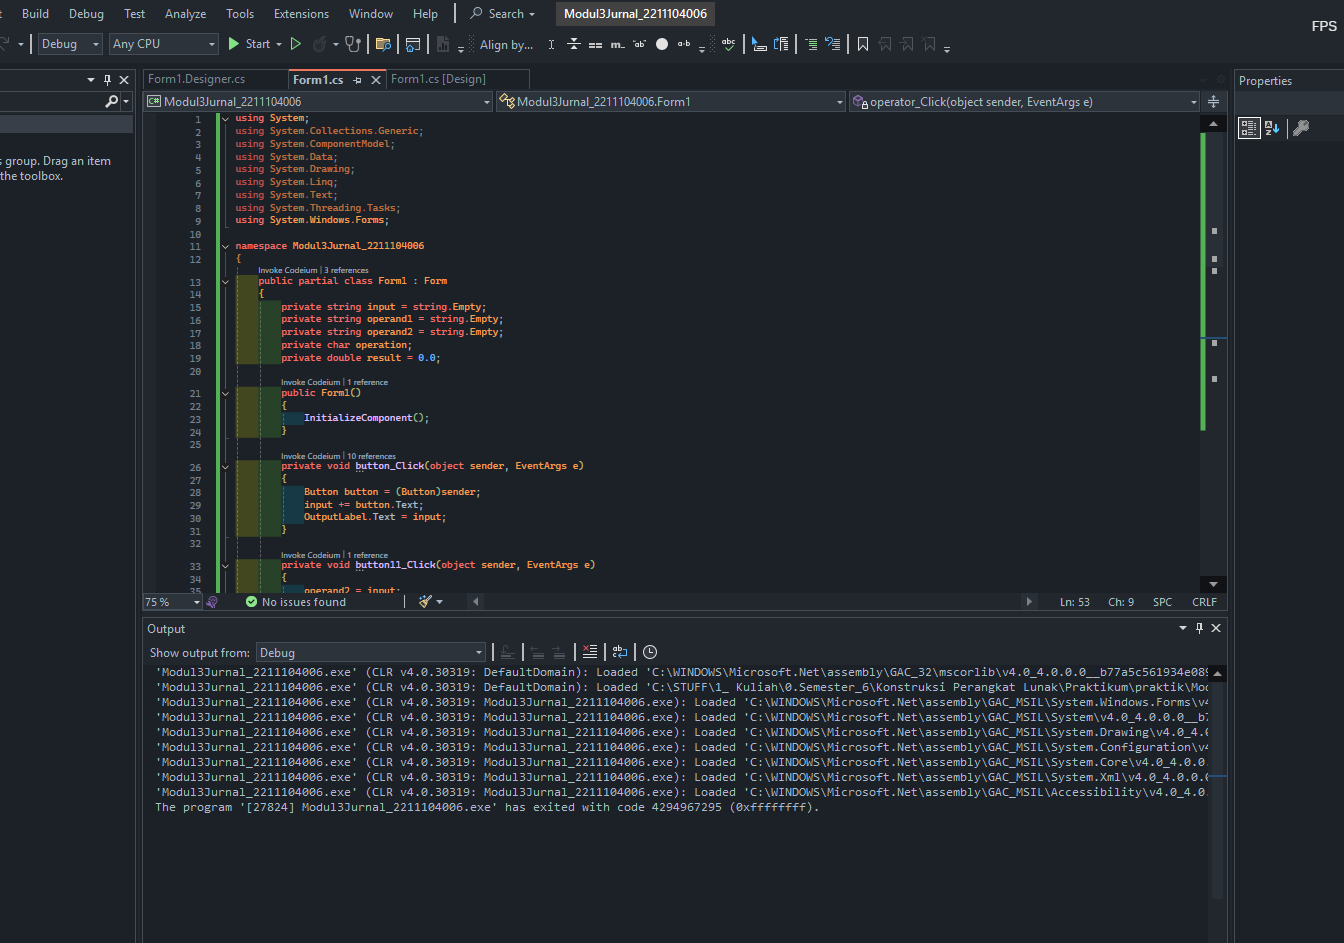 Build Debug Test Analyze Tools Extensions Window Help Search Modul3Jurnal_2211104006
FPS
Debug Any CPU Start Align by...
Form1.Designer.cs Form1.cs Form1.cs [Design]
Properties
Modul3Jurnal_2211104006 Modul3Jurnal_2211104006.Form1 operator_Click(object sender, EventArgs e)
s group. Drag an item
the toolbox.
1 using System;
2 using System.Collections.Generic;
3 using System.ComponentModel;
4 using System.Data;
5 using System.Drawing;
6 using System.Linq;
7 using System.Text;
8 using System.Threading.Tasks;
9 using System.Windows.Forms;
10
11 namespace Modul3Jurnal_2211104006
12 {
Invoke Codeium | 3 references
13 public partial class Form1 : Form
14 {
15 private string input = string.Empty;
16 private string operand1 = string.Empty;
17 private string operand2 = string.Empty;
18 private char operation;
19 private double result = 0.0;
20
Invoke Codeium | 1 reference
21 public Form1()
22 {
23 InitializeComponent();
24 }
25
Invoke Codeium | 10 references
26 private void button_Click(object sender, EventArgs e)
27 {
28 Button button = (Button)sender;
29 input += button.Text;
30 OutputLabel.Text = input;
31 }
32
Invoke Codeium | 1 reference
33 private void button11_Click(object sender, EventArgs e)
34 {
35 operand2 = input;
75 % No issues found Ln: 53 Ch: 9 SPC CRLF
Output
Show output from: Debug
'Modul3Jurnal_2211104006.exe' (CLR v4.0.30319: DefaultDomain): Loaded 'C:\WINDOWS\Microsoft.Net\assembly\GAC_32\mscorlib\v4.0_4.0.0.0__b77a5c561934e089
'Modul3Jurnal_2211104006.exe' (CLR v4.0.30319: DefaultDomain): Loaded 'C:\STUFF\1_ Kuliah\0.Semester_6\Konstruksi Perangkat Lunak\Praktikum\praktik\Mod
'Modul3Jurnal_2211104006.exe' (CLR v4.0.30319: Modul3Jurnal_2211104006.exe): Loaded 'C:\WINDOWS\Microsoft.Net\assembly\GAC_MSIL\System.Windows.Forms\v4
'Modul3Jurnal_2211104006.exe' (CLR v4.0.30319: Modul3Jurnal_2211104006.exe): Loaded 'C:\WINDOWS\Microsoft.Net\assembly\GAC_MSIL\System\v4.0_4.0.0.0__b7
'Modul3Jurnal_2211104006.exe' (CLR v4.0.30319: Modul3Jurnal_2211104006.exe): Loaded 'C:\WINDOWS\Microsoft.Net\assembly\GAC_MSIL\System.Drawing\v4.0_4.0
'Modul3Jurnal_2211104006.exe' (CLR v4.0.30319: Modul3Jurnal_2211104006.exe): Loaded 'C:\WINDOWS\Microsoft.Net\assembly\GAC_MSIL\System.Configuration\v4
'Modul3Jurnal_2211104006.exe' (CLR v4.0.30319: Modul3Jurnal_2211104006.exe): Loaded 'C:\WINDOWS\Microsoft.Net\assembly\GAC_MSIL\System.Core\v4.0_4.0.0.
'Modul3Jurnal_2211104006.exe' (CLR v4.0.30319: Modul3Jurnal_2211104006.exe): Loaded 'C:\WINDOWS\Microsoft.Net\assembly\GAC_MSIL\System.Xml\v4.0_4.0.0.0
'Modul3Jurnal_2211104006.exe' (CLR v4.0.30319: Modul3Jurnal_2211104006.exe): Loaded 'C:\WINDOWS\Microsoft.Net\assembly\GAC_MSIL\Accessibility\v4.0_4.0.
The program '[27824] Modul3Jurnal_2211104006.exe' has exited with code 4294967295 (0xffffffff).